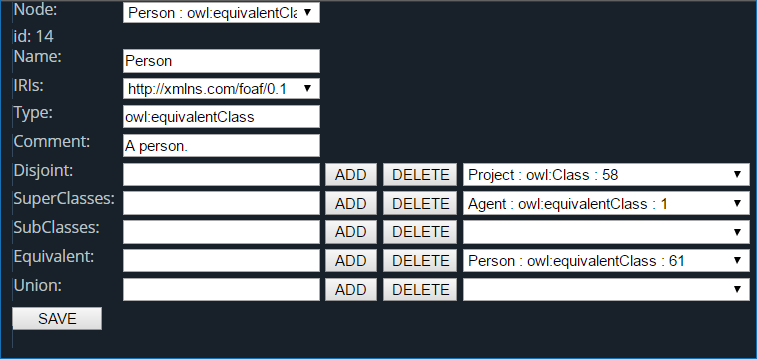 Node: Person : owl:equivalentCla
id: 14
Name: Person
IRIs: http://xmlns.com/foaf/0.1
Type: owl:equivalentClass
Comment: A person.
Disjoint: ADD DELETE Project : owl:Class : 58
SuperClasses: ADD DELETE Agent : owl:equivalentClass : 1
SubClasses: ADD DELETE
Equivalent: ADD DELETE Person : owl:equivalentClass : 61
Union: ADD DELETE
SAVE